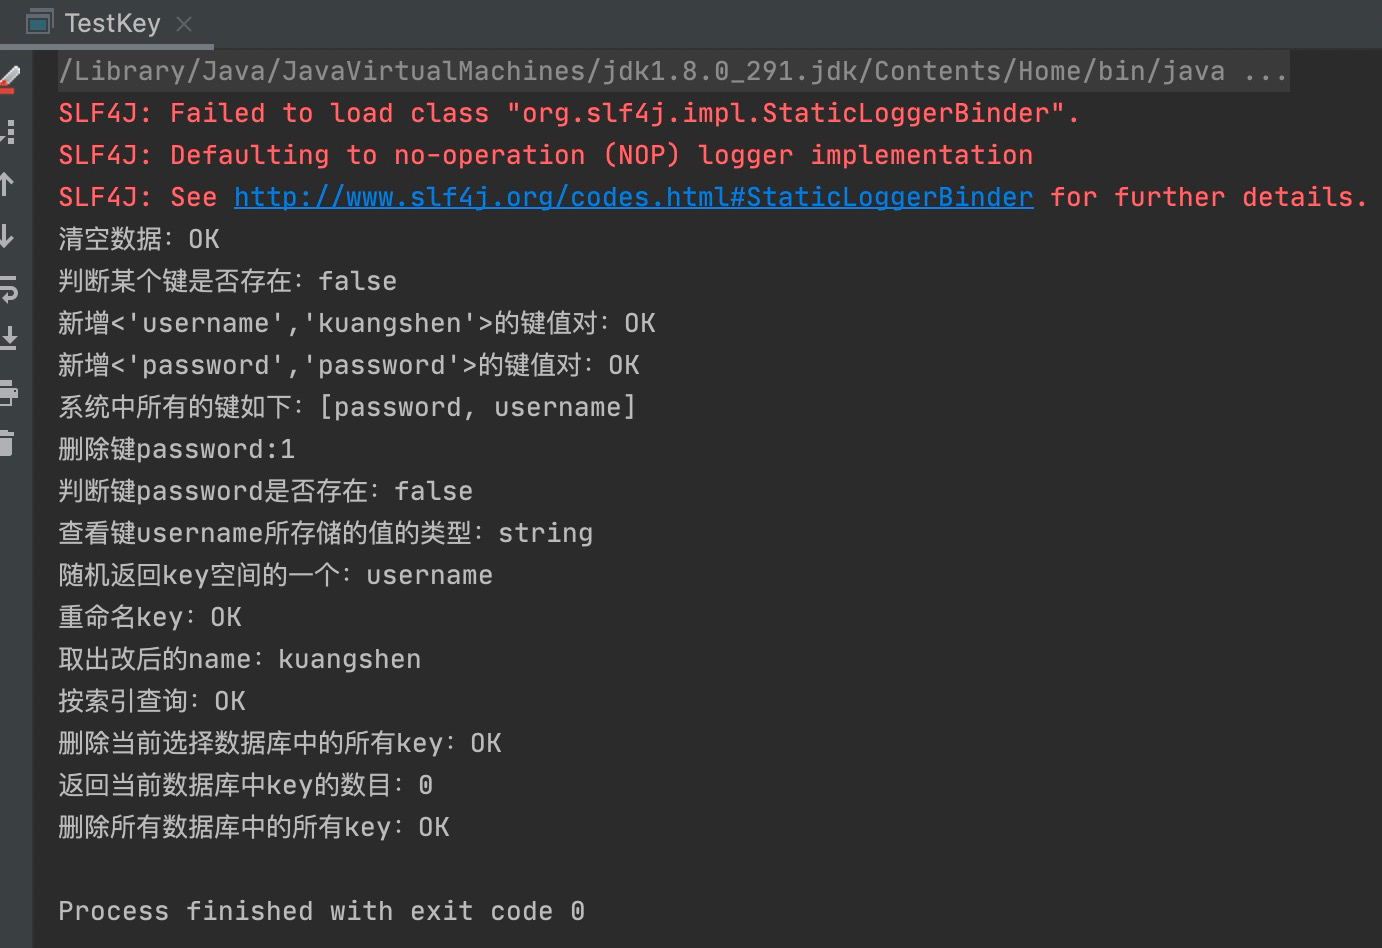 TestKey
/Library/Java/JavaVirtualMachines/jdk1.8.0_291.jdk/Contents/Home/bin/java ...
SLF4J: Failed to load class "org.slf4j.impl.StaticLoggerBinder".
SLF4J: Defaulting to no-operation (NOP) logger implementation
SLF4J: See http://www.slf4j.org/codes.html#StaticLoggerBinder for further details.
清空数据：OK
判断某个键是否存在：false
新增<'username','kuangshen'>的键值对：OK
新增<'password','password'>的键值对：OK
系统中所有的键如下：[password, username]
删除键password:1
判断键password是否存在：false
查看键username所存储的值的类型：string
随机返回key空间的一个：username
重命名key：OK
取出改后的name：kuangshen
按索引查询：OK
删除当前选择数据库中的所有key：OK
返回当前数据库中key的数目：0
删除所有数据库中的所有key：OK
Process finished with exit code 0